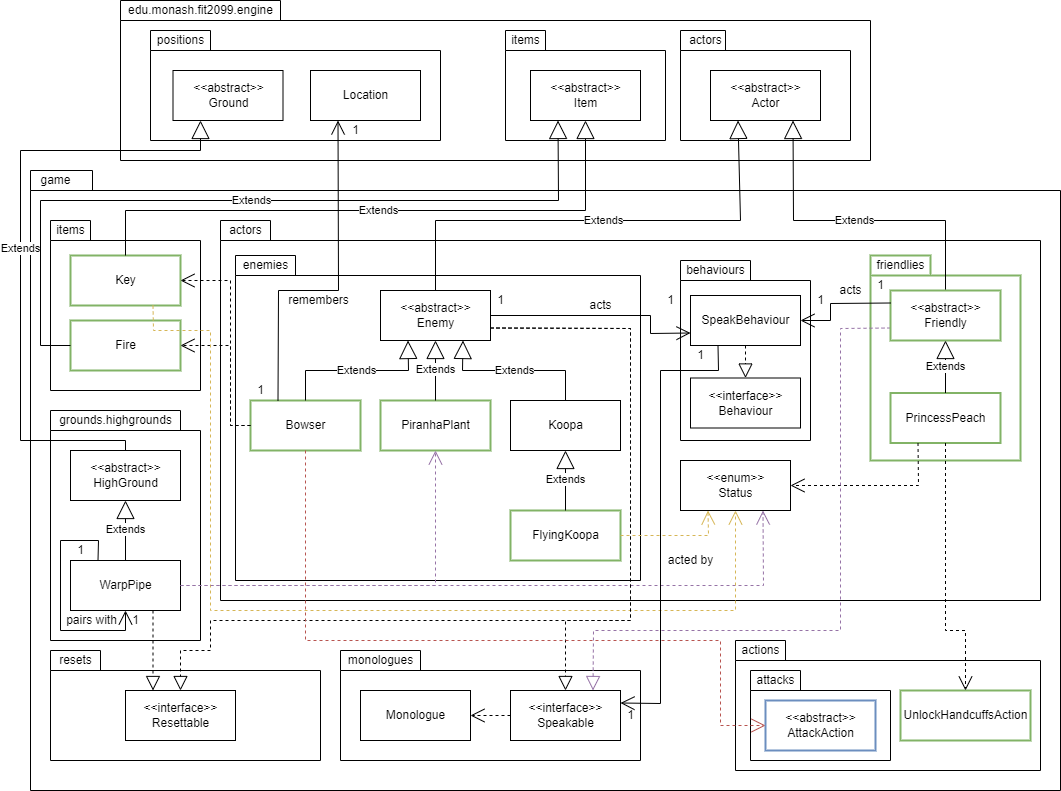 edu.monash.fit2099.engine
positions
items
actors
<<abstract>>
Ground
Location
<<abstract>>
Item
<<abstract>>
Actor
1
game
Extends
Extends
Extends
Extends
Extends
items
actors
Key
Fire
enemies
remembers
<<abstract>>
Enemy
1
acts
1
Extends
Extends
Extends
1
Bowser
PiranhaPlant
Koopa
Extends
FlyingKoopa
behaviours
SpeakBehaviour
1
1
<<interface>>
Behaviour
acts
friendlies
1
<<abstract>>
Friendly
Extends
PrincessPeach
<<enum>>
Status
acted by
grounds.highgrounds
<<abstract>>
HighGround
Extends
1
WarpPipe
pairs with
1
resets
<<interface>>
Resettable
monologues
Monologue
<<interface>>
Speakable
1
actions
attacks
<<abstract>>
AttackAction
UnlockHandcuffsAction